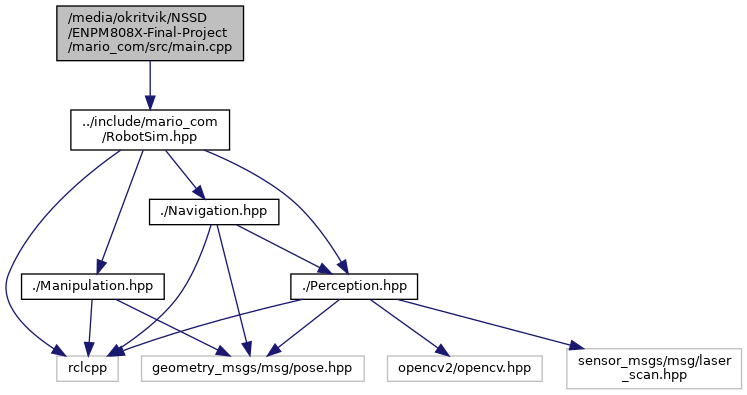 /media/okritvik/NSSD
/ENPM808X-Final-Project
/mario_com/src/main.cpp
../include/mario_com
/RobotSim.hpp
./Navigation.hpp
./Manipulation.hpp
./Perception.hpp
rclcpp
geometry_msgs/msg/pose.hpp
opencv2/opencv.hpp
sensor_msgs/msg/laser
_scan.hpp